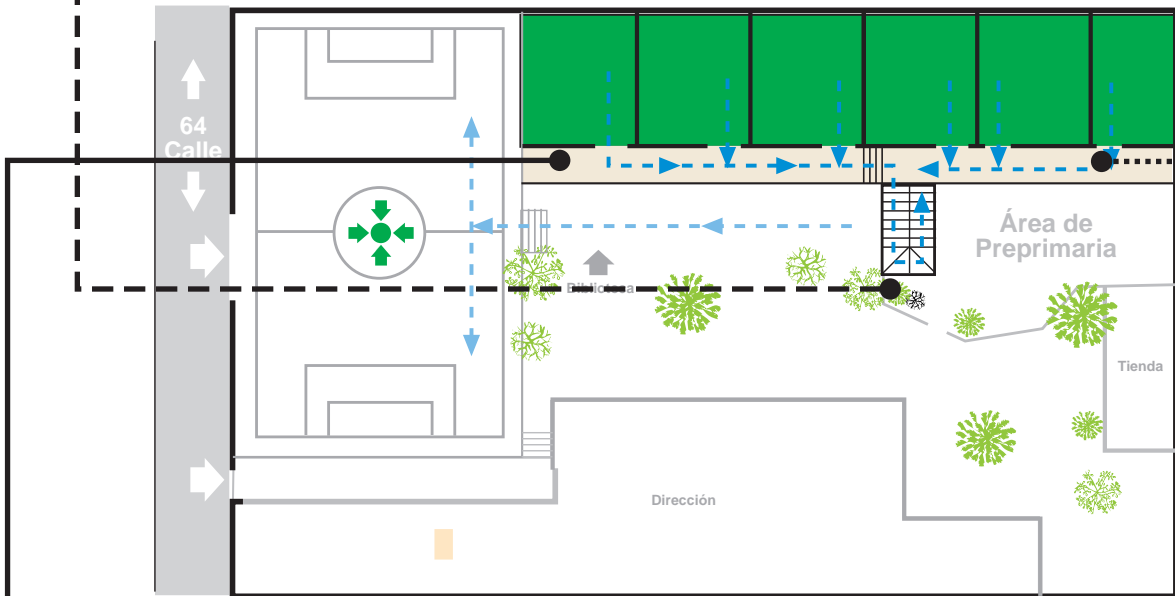 64
Calle
Área de
Preprimaria
Biblioteca
Tienda
Dirección